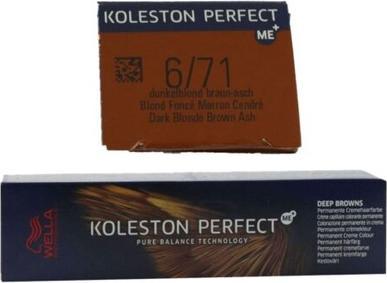 KOLESTON PERFECT
ME+
6/71
dunkelblond braun-asch
Blond Foncé Marron Cendré
Dark Blonde Brown Ash
WELLA
KOLESTON PERFECT ME+
PURE BALANCE TECHNOLOGY
DEEP BROWNS
Permanente Cremehaarfarbe
Crème capillaire colorante permanente
Colorazione permanente in crema
Permanente crèmekleur
Permanent Creme Colour
Permanent hårfärg
Permanent cremefarve
Permanent kremfarge
Kestoväri